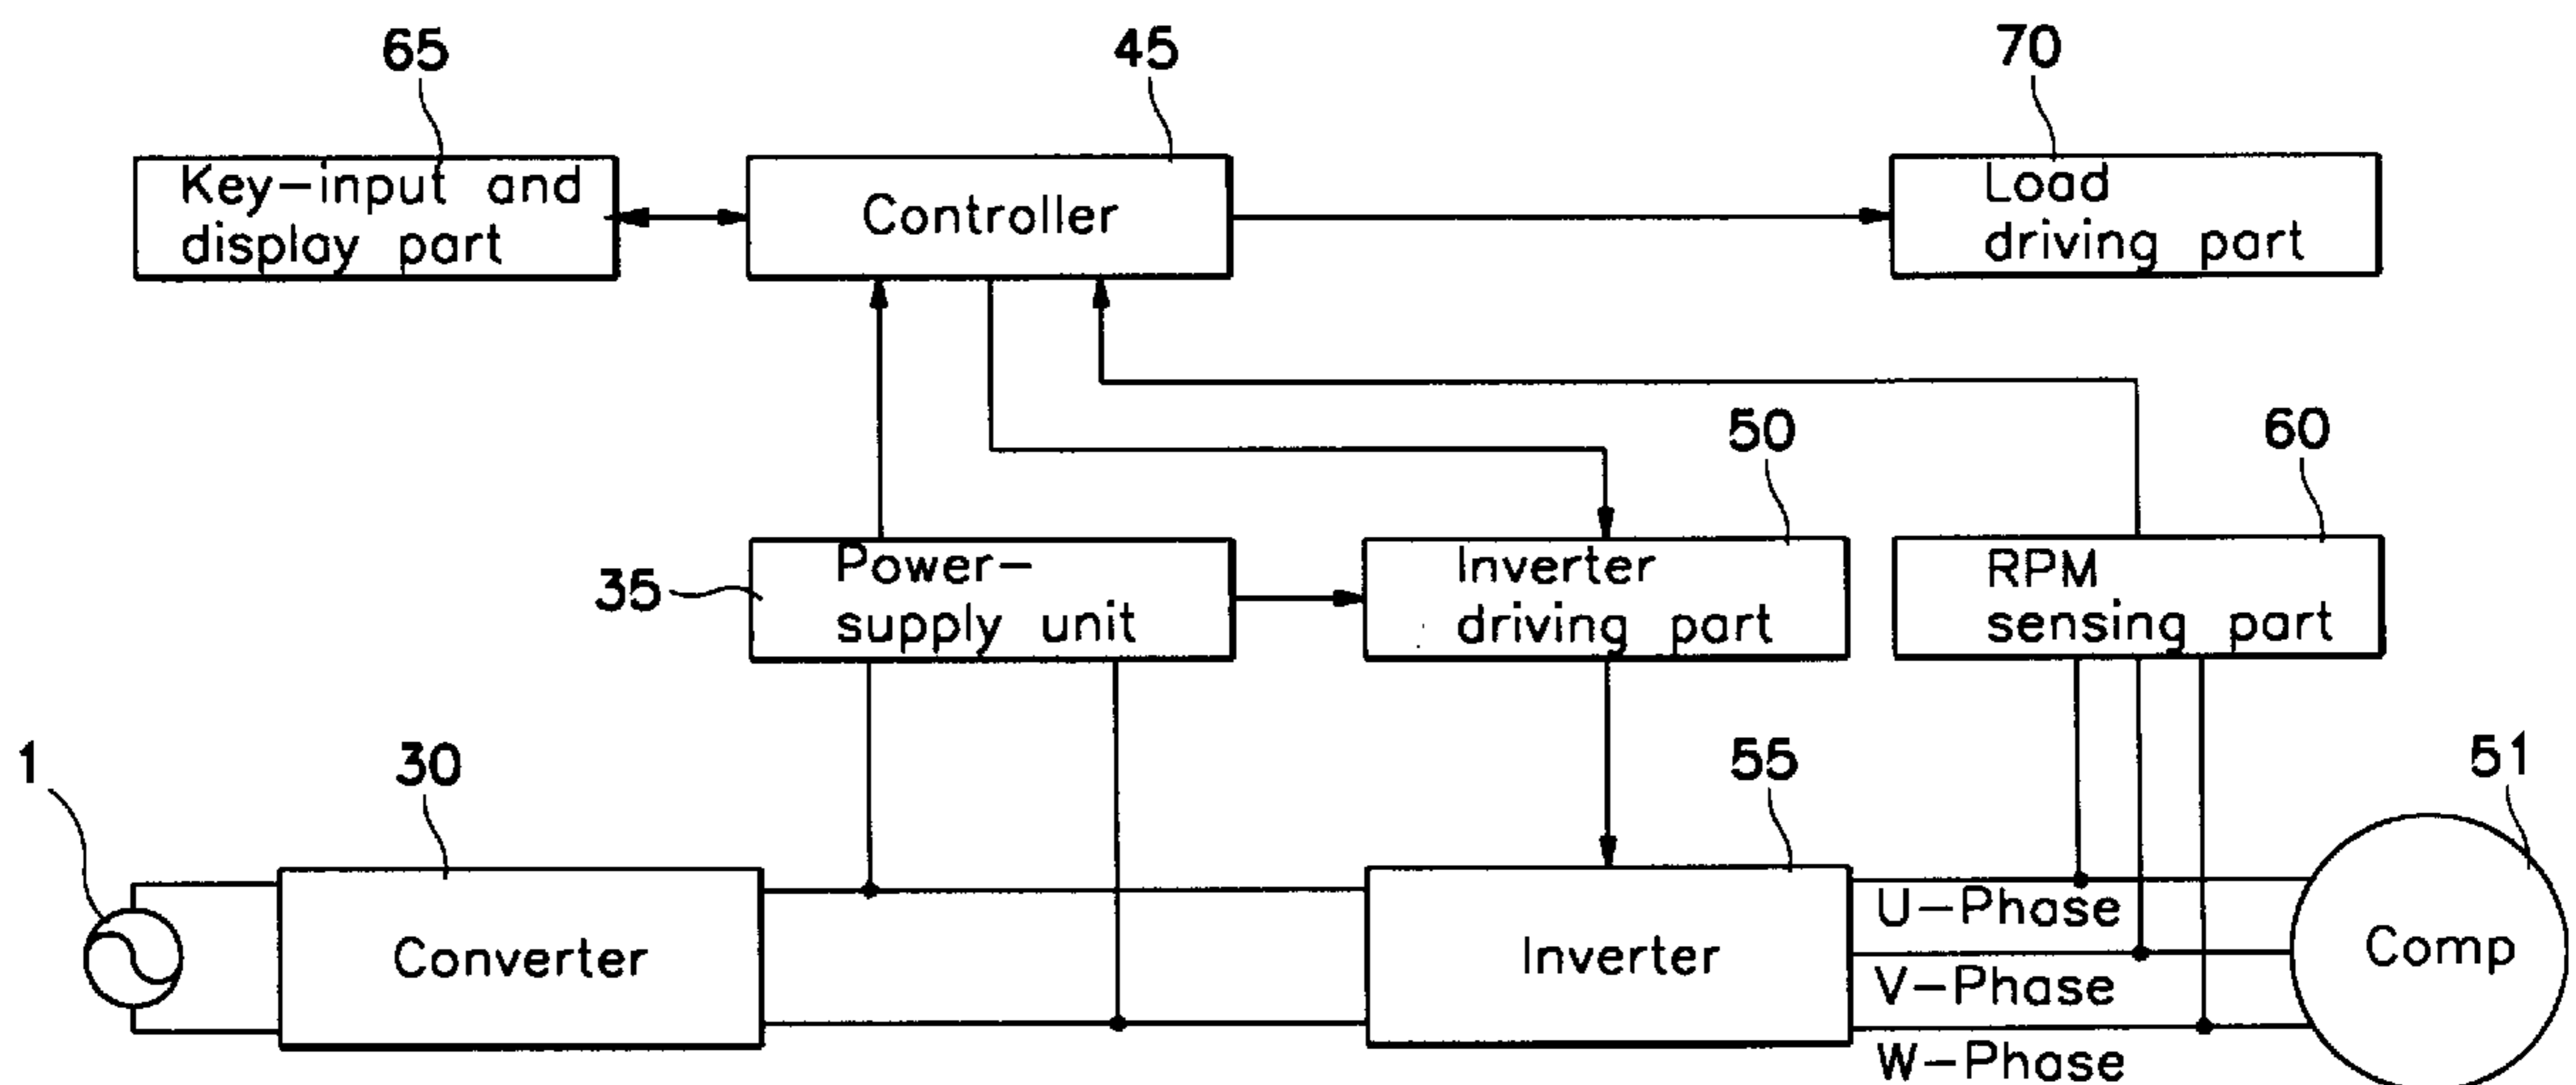 65
45
70
Key-input and
display part
Controller
Load
driving part
50
60
35
Power-
supply unit
Inverter
driving part
RPM
sensing part
1
30
55
51
Converter
Inverter
U-Phase
V-Phase
W-Phase
Comp